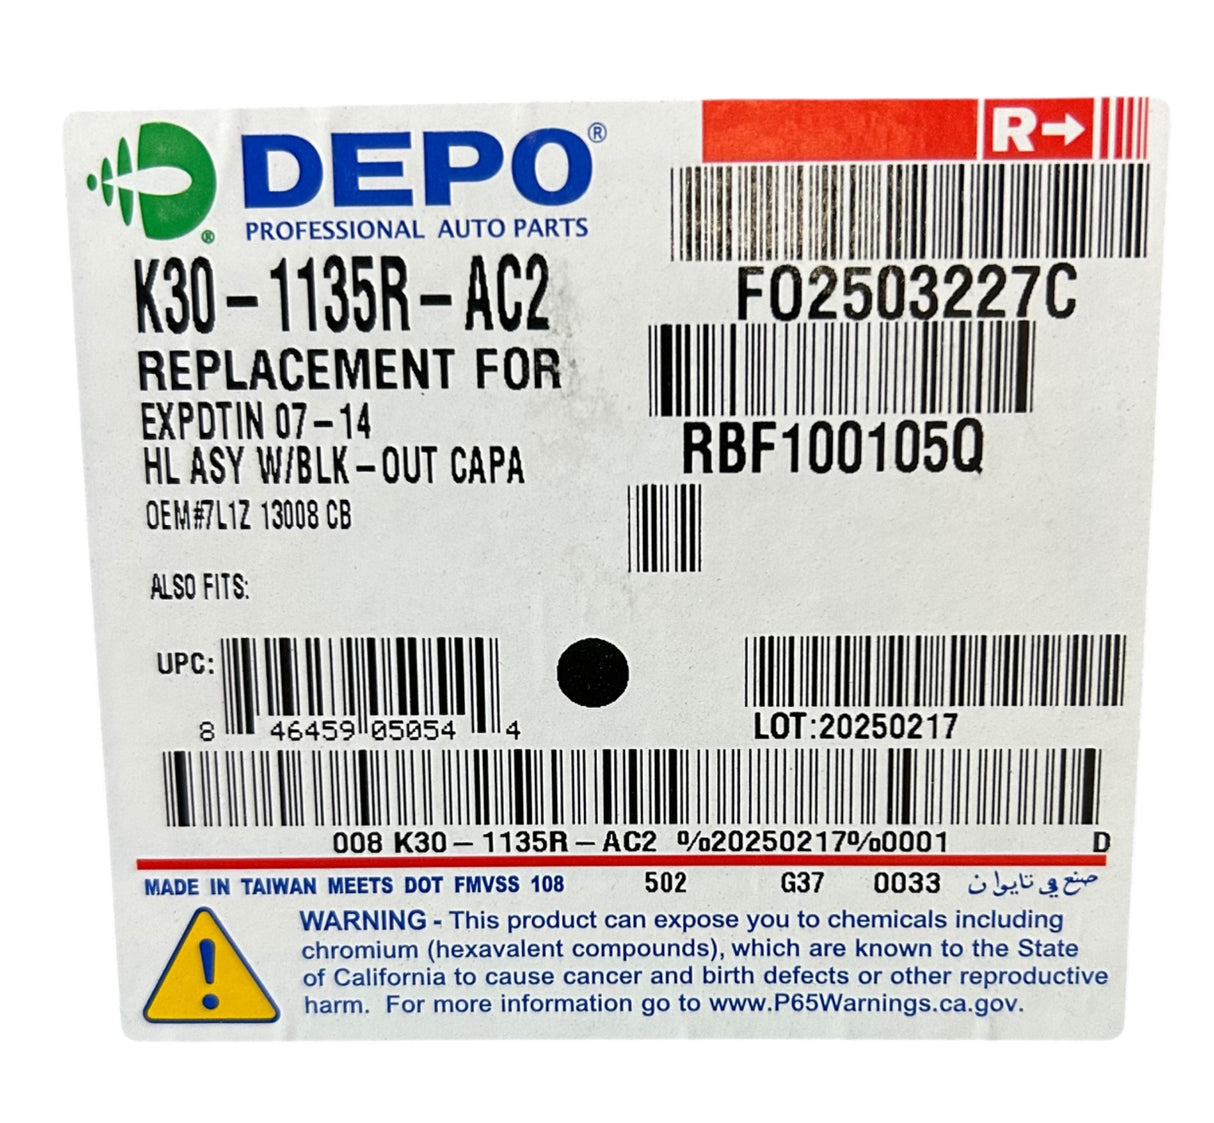 DEPO®
PROFESSIONAL AUTO PARTS
®
R→
K30-1135R-AC2
REPLACEMENT FOR
EXPDTIN 07-14
HL ASY W/BLK-OUT CAPA
OEM#7L1Z 13008 CB
ALSO FITS:
FO2503227C
RBF100105Q
UPC:
8 46459 05054 4
LOT:20250217
008 K30-1135R-AC2 %20250217%0001 D
MADE IN TAIWAN MEETS DOT FMVSS 108 502 G37 0033 صنع في تايوان
WARNING - This product can expose you to chemicals including
chromium (hexavalent compounds), which are known to the State
of California to cause cancer and birth defects or other reproductive
harm. For more information go to www.P65Warnings.ca.gov.